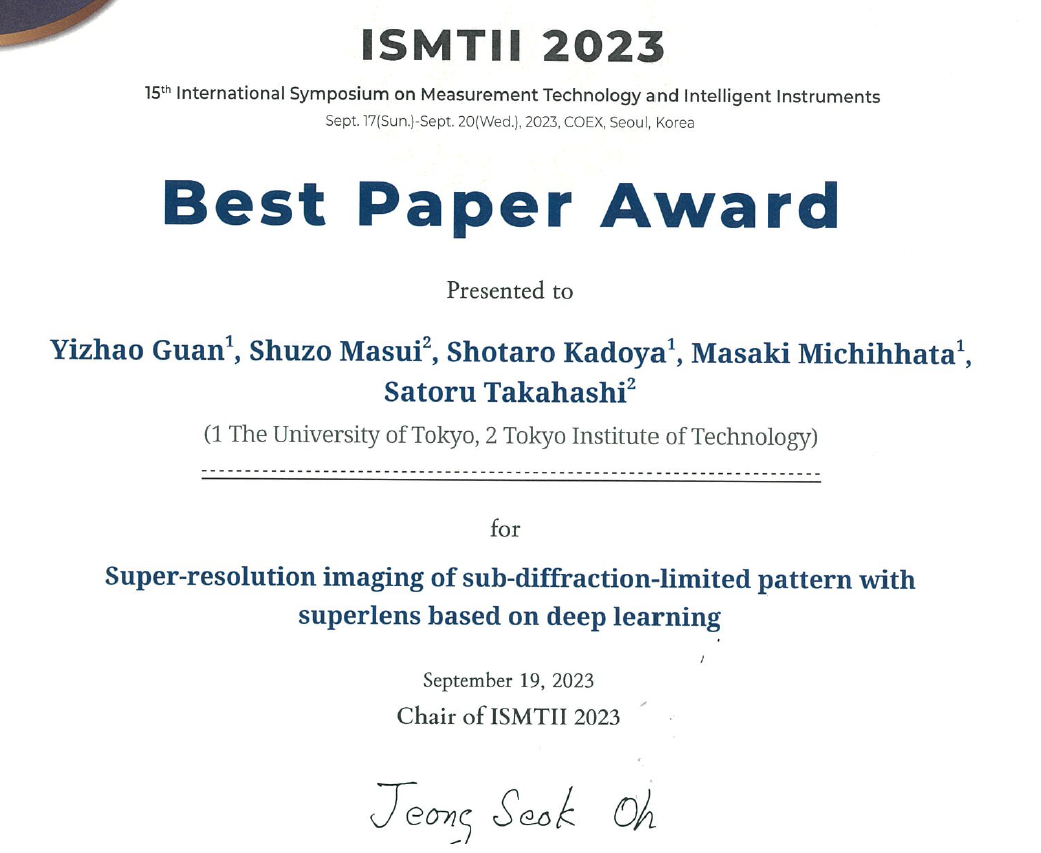 ISMTII 2023
15th International Symposium on Measurement Technology and Intelligent Instruments
Sept. 17(Sun.)-Sept. 20(Wed.), 2023, COEX, Seoul, Korea
Best Paper Award
Presented to
Yizhao Guan1, Shuzo Masui2, Shotaro Kadoya1, Masaki Michihhata1,
Satoru Takahashi2
(1 The University of Tokyo, 2 Tokyo Institute of Technology)
for
Super-resolution imaging of sub-diffraction-limited pattern with
superlens based on deep learning
September 19, 2023
Chair of ISMTII 2023
Jeong Seok Oh